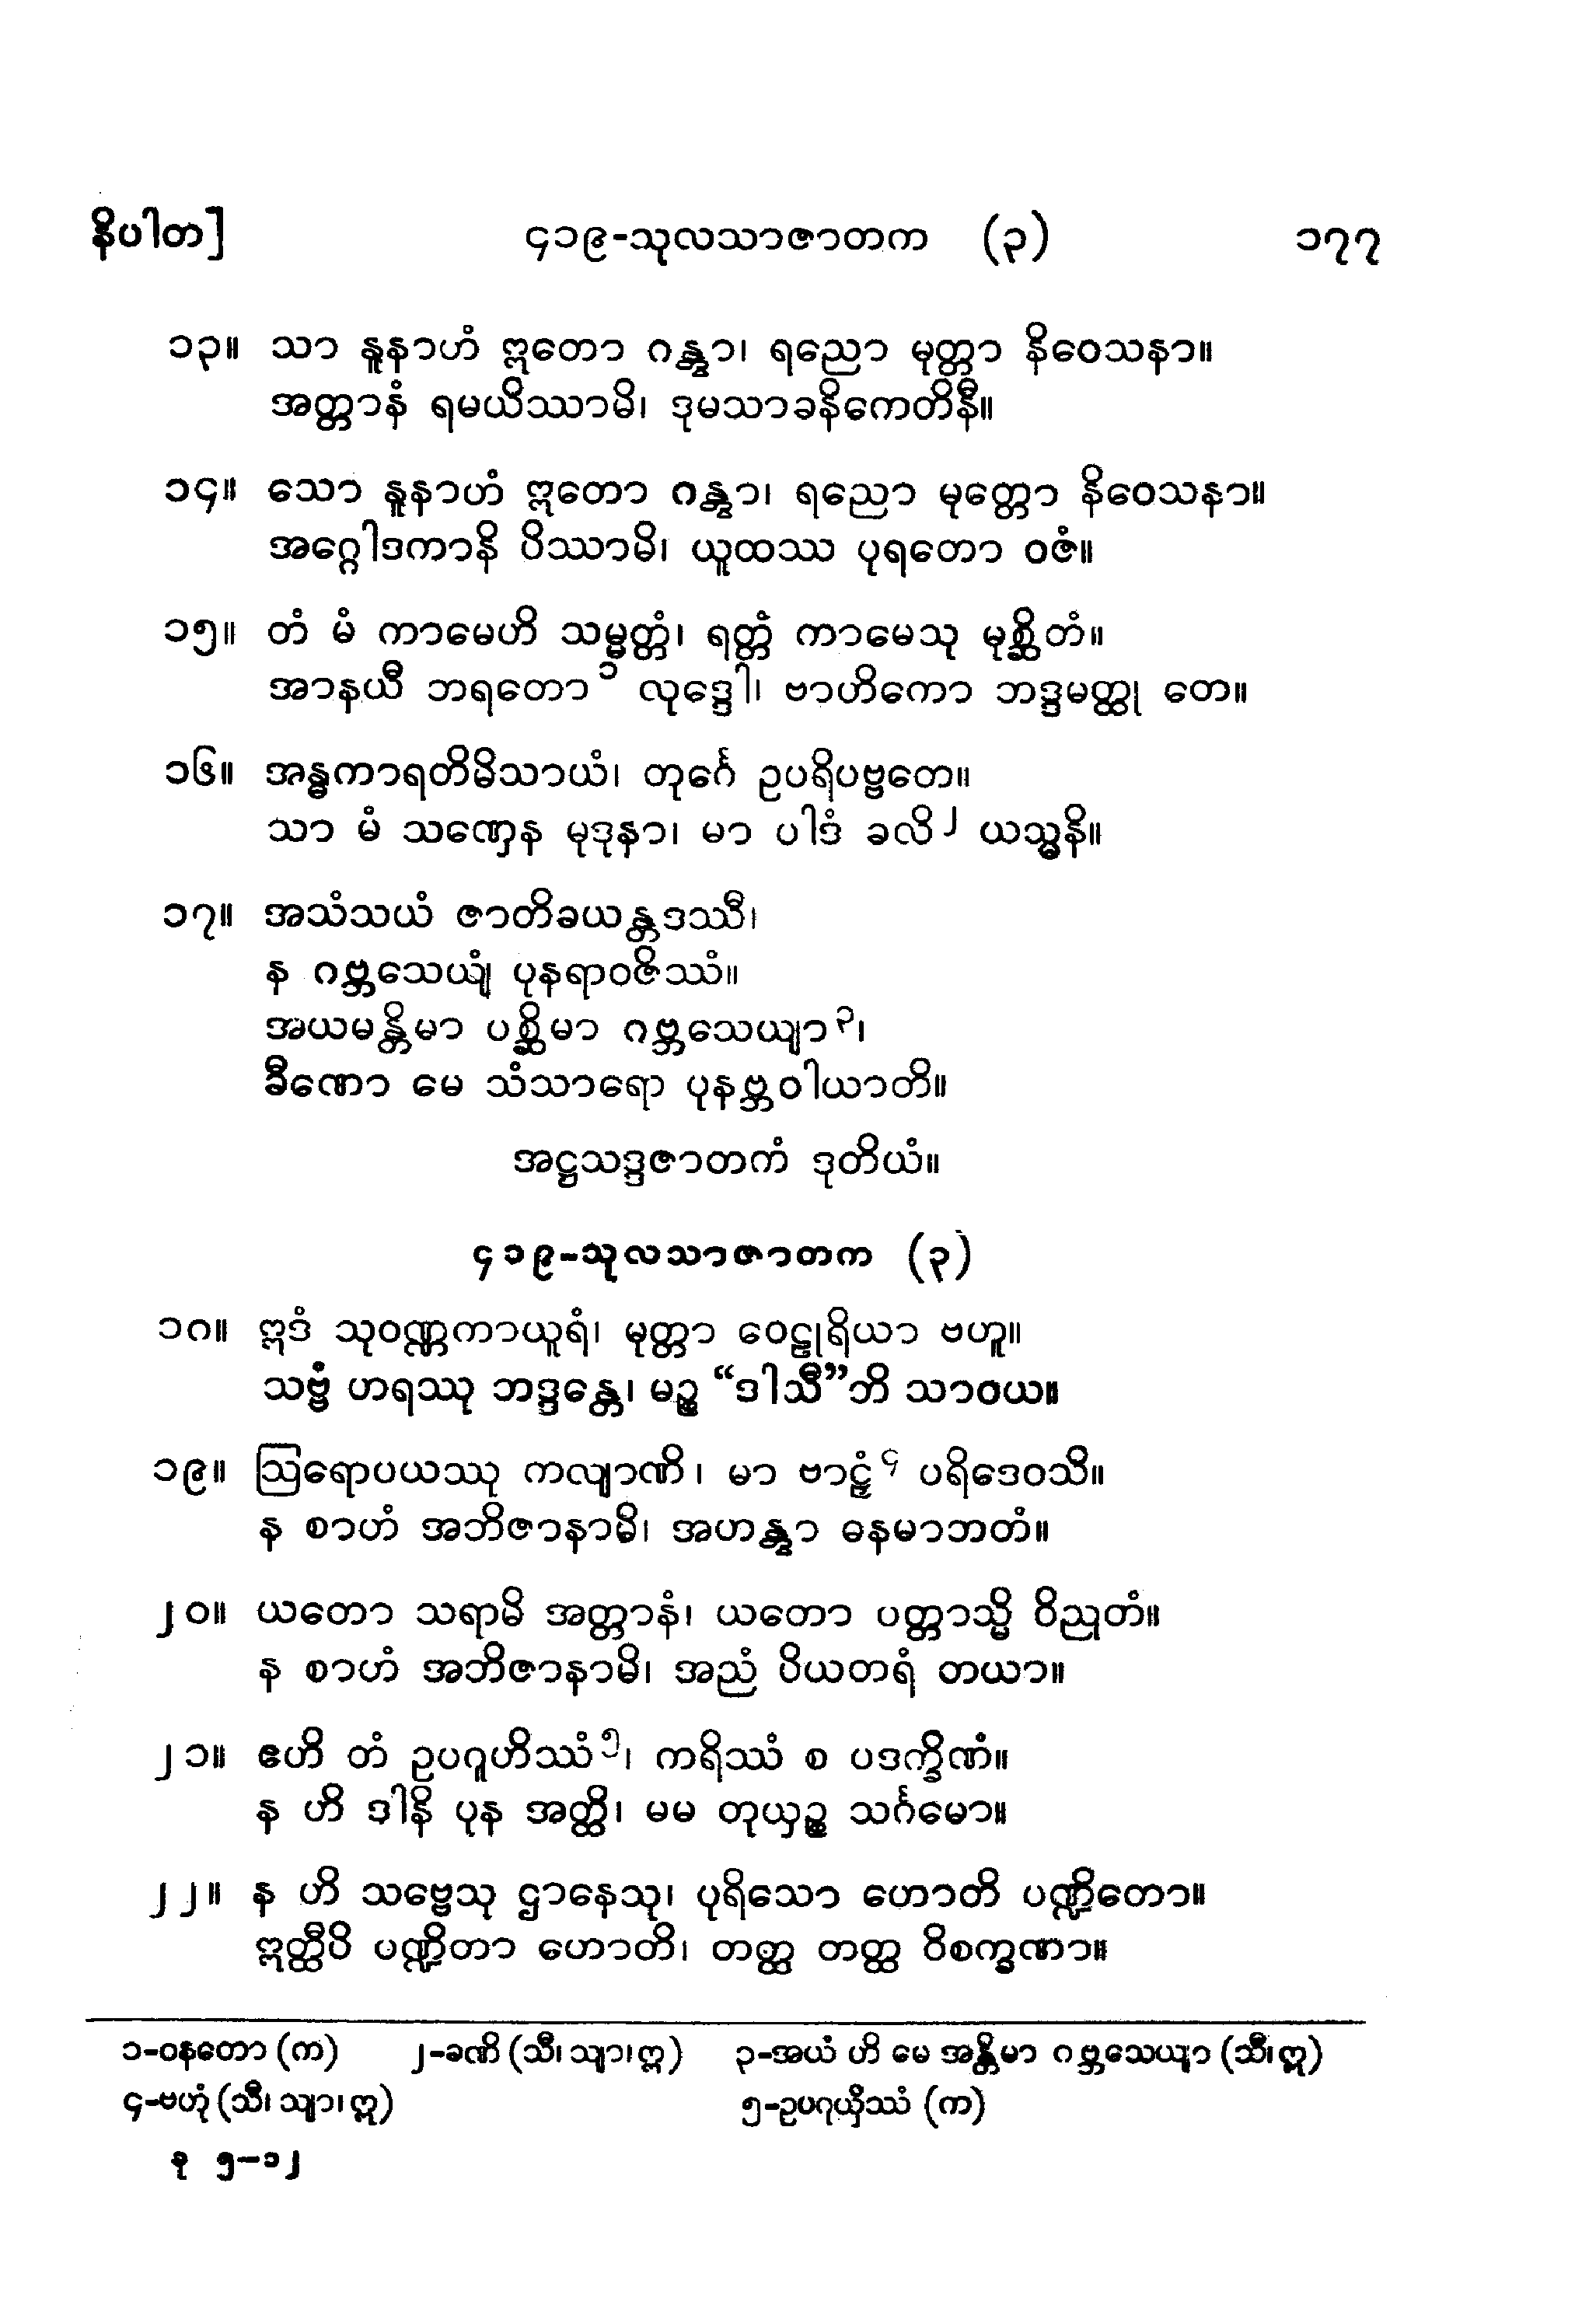 နိပါတ] ၄၁၉-သုလသာဇာတက (၃) ၁၇၇
၁၃။ သာ နူနာဟံ ဣတော ဂန္တွာ၊ ရညော မုတ္တာ နိဝေသနာ။
အတ္တာနံ ရမယိဿာမိ၊ ဒုမသာခနိကေတိနီ။
၁၄။ သော နူနာဟံ ဣတော ဂန္တွာ၊ ရညော မုတ္တော နိဝေသနာ။
အဂ္ဂေါဒကာနိ ပိဿာမိ၊ ယူထဿ ပုရတော ဝဇံ။
၁၅။ တံ မံ ကာမေဟိ သမ္မတ္တံ၊ ရတ္တံ ကာမေသု မုစ္ဆိတံ။
အာနယီ ဘရတော၁ လုဒ္ဒေါ၊ ဗာဟိကော ဘဒ္ဒမတ္ထု တေ။
၁၆။ အန္ဓကာရတိမိသာယံ၊ တုင်္ဂေ ဥပရိပဗ္ဗတေ။
သာ မံ သဏှေန မုဒုနာ၊ မာ ပါဒံ ခလိ၂ ယသ္မနိ။
၁၇။ အသံသယံ ဇာတိခယန္တဒဿီ၊
န ဂဗ္ဘသေယျံ ပုနရာဝဇိဿံ။
အယမန္တိမာ ပစ္ဆိမာ ဂဗ္ဘသေယျာ၃၊
ခီဏော မေ သံသာရော ပုနဗ္ဘဝါယာတိ။
အဋ္ဌသဒ္ဒဇာတကံ ဒုတိယံ။
၄၁၉-သုလသာဇာတက (၃)
၁၈။ ဣဒံ သုဝဏ္ဏကာယူရံ၊ မုတ္တာ ဝေဠုရိယာ ဗဟူ။
သဗ္ဗံ ဟရဿု ဘဒ္ဒန္တေ၊ မဉ္စ “ဒါသီ”တိ သာဝယ။
၁၉။ ဩရောပယဿု ကလျာဏိ၊ မာ ဗာဠှံ၄ ပရိဒေဝသိ။
န စာဟံ အဘိဇာနာမိ၊ အဟန္တွာ ဓနမာဘတံ။
၂၀။ ယတော သရာမိ အတ္တာနံ၊ ယတော ပတ္တာသ္မိ ဝိညုတံ။
န စာဟံ အဘိဇာနာမိ၊ အညံ ပိယတရံ တယာ။
၂၁။ ဧဟိ တံ ဥပဂူဟိဿံ၅၊ ကရိဿံ စ ပဒက္ခိဏံ။
န ဟိ ဒါနိ ပုန အတ္ထိ၊ မမ တုယှဉ္စ သင်္ဂမော။
၂၂။ န ဟိ သဗ္ဗေသု ဌာနေသု၊ ပုရိသော ဟောတိ ပဏ္ဍိတော။
ဣတ္ထီပိ ပဏ္ဍိတာ ဟောတိ၊ တတ္ထ တတ္ထ ဝိစက္ခဏာ။
၁-ဝနတော (က) ၂-ခဏိ (သီ၊ သျာ၊ ဣ) ၃-အယံ ဟိ မေ အန္တိမာ ဂဗ္ဘသေယျာ (သီ၊ ဣ)
၄-ဗဟုံ (သီ၊ သျာ၊ ဣ) ၅-ဥပဂုယှိဿံ (က)
နု ၅-၁၂